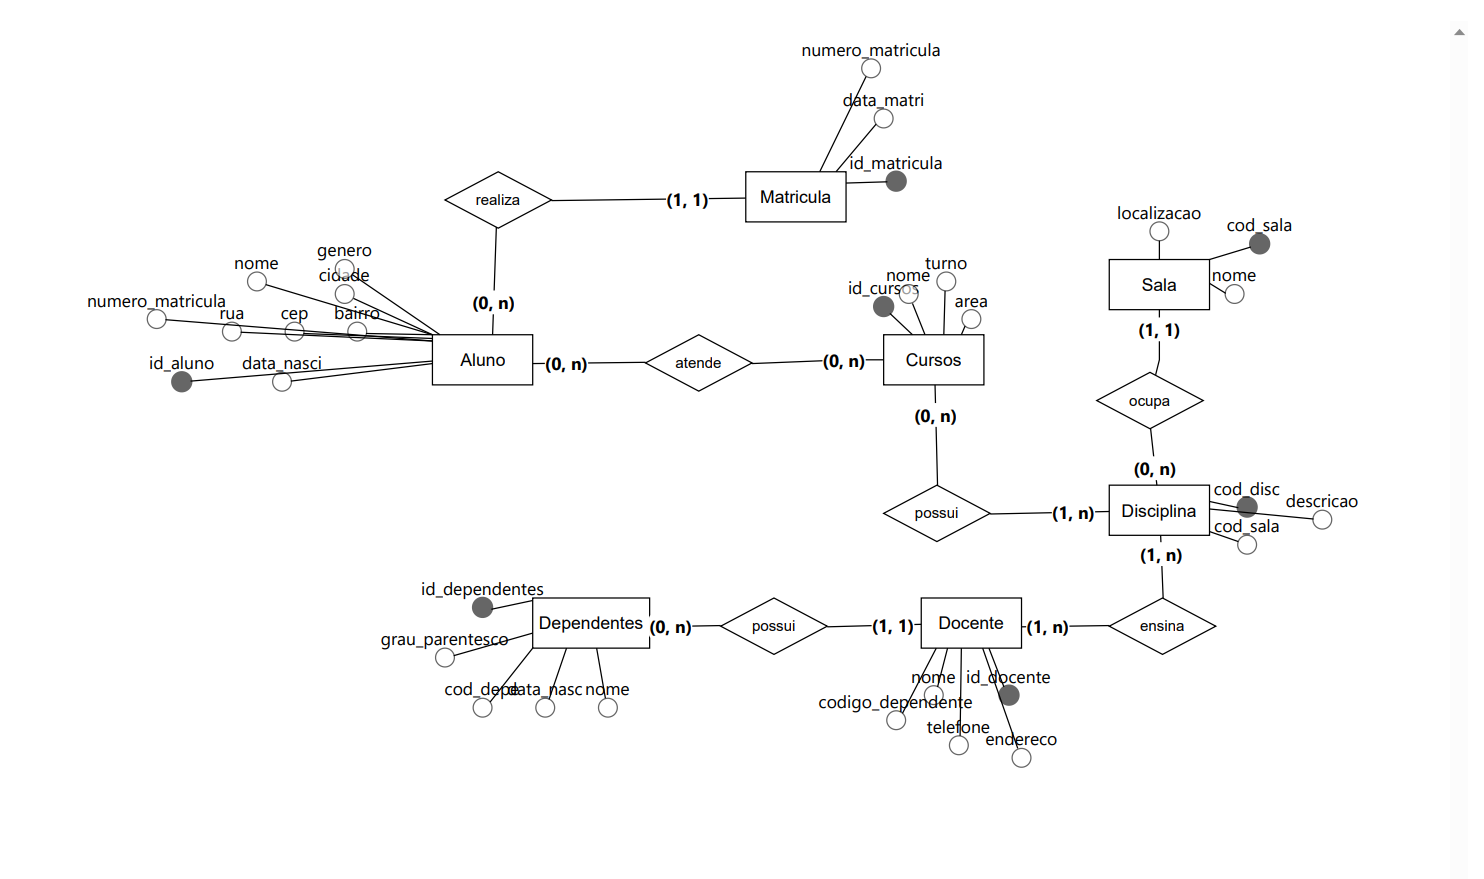 numero_matricula
data_matri
id_matricula
realiza
(1, 1)
Matricula
localizacao
cod_sala
genero
nome
cidade
turno
nome
Sala
nome
id_cursos
area
numero_matricula
rua
cep
bairro
(0, n)
(1, 1)
id_aluno
data_nasci
Aluno
(0, n)
atende
(0, n)
Cursos
ocupa
(0, n)
(0, n)
cod_disc
descricao
possui
(1, n)
Disciplina
cod_sala
(1, n)
id_dependentes
Dependentes
(0, n)
possui
(1, 1)
Docente
(1, n)
ensina
grau_parentesco
nome
id_docente
cod_depe
data_nasc
nome
codigo_dependente
telefone
endereco